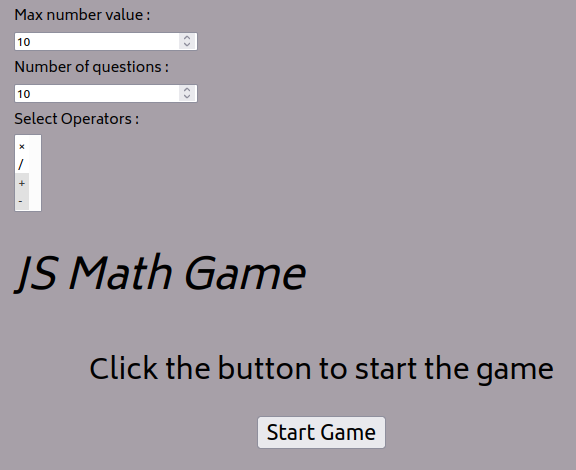 Max number value :
10
Number of questions :
10
Select Operators :
×
/
+
-
JS Math Game
Click the button to start the game
Start Game